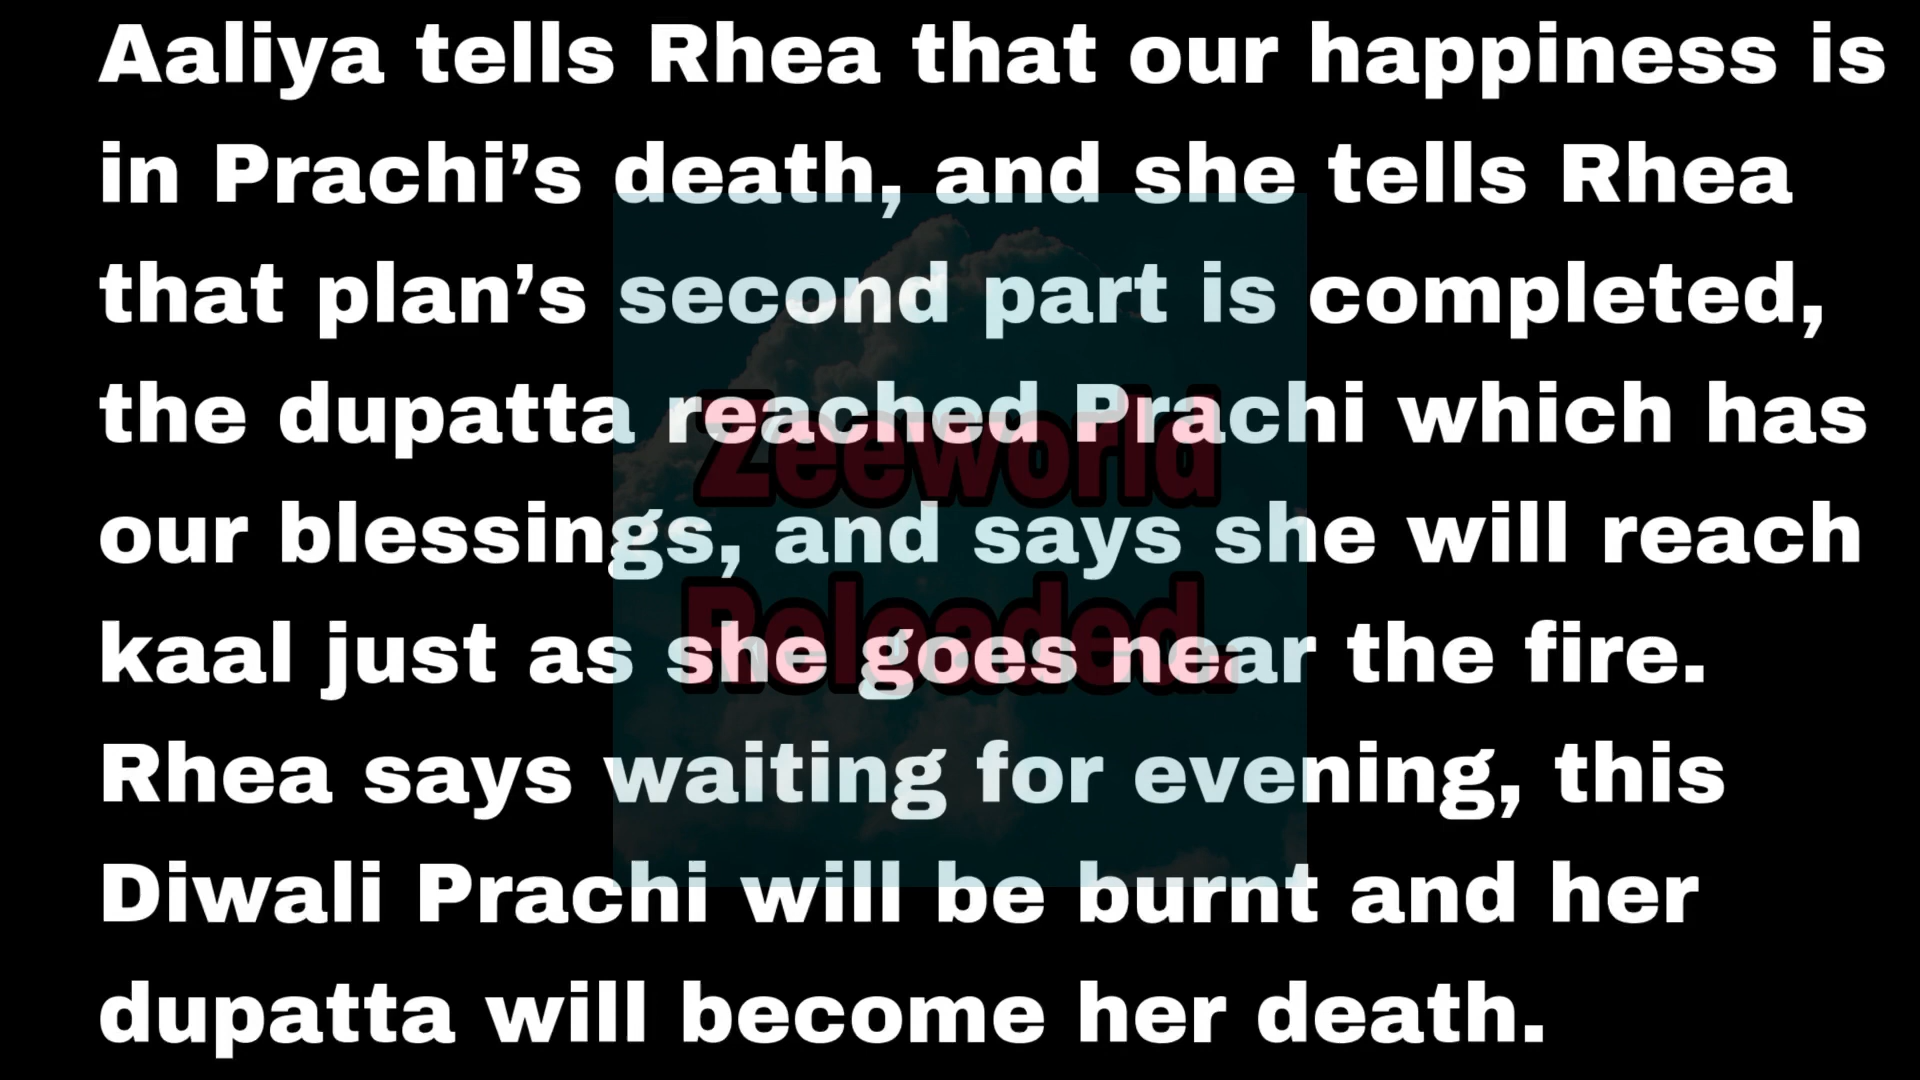 Aaliya tells Rhea that our happiness is
in Prachi’s death, and she tells Rhea
that plan’s second part is completed,
the dupatta reached Prachi which has
our blessings, and says she will reach
kaal just as she goes near the fire.
Rhea says waiting for evening, this
Diwali Prachi will be burnt and her
dupatta will become her death.
Zeeworld
Reloaded.